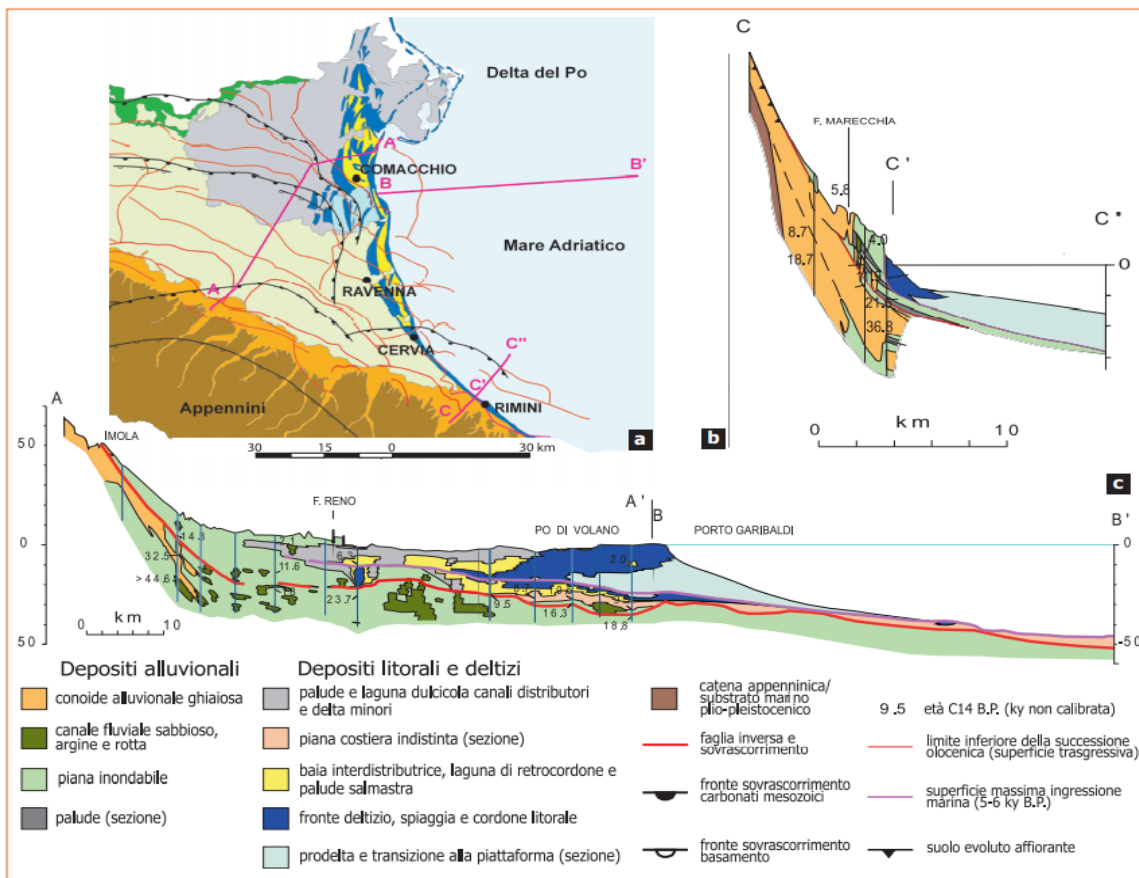 Delta del Po
A'
COMACCHIO
B
B'
Mare Adriatico
RAVENNA
A
CERVIA
C''
C'
C
RIMINI
Appennini
a
30 15 0 30 km
C
F. MARECCHIA
C'
5.8
C"
4.0
0
8.7
18.7
36.8
b
km
0 10
A
50
IMOLA
F. RENO
A'
B
PO DI VOLANO
PORTO GARIBALDI
c
B'
0
0
14.3
6.3
2.0
32.5
11.6
>44.6
23.7
9.5
16.3
18.8
km
0 10
50
-50
Depositi alluvionali
conoide alluvionale ghiaiosa
canale fluviale sabbioso,
argine e rotta
piana inondabile
palude (sezione)
Depositi litorali e deltizi
palude e laguna dulcicola canali distributori
e delta minori
piana costiera indistinta (sezione)
baia interdistributrice, laguna di retrocordone e
palude salmastra
fronte deltizio, spiaggia e cordone litorale
prodelta e transizione alla piattaforma (sezione)
catena appenninica/
substrato marino
plio-pleistocenico
faglia inversa e
sovrascorrimento
fronte sovrascorrimento
carbonati mesozoici
fronte sovrascorrimento
basamento
9.5 età C14 B.P. (ky non calibrata)
limite inferiore della successione
olocenica (superficie trasgressiva)
superficie massima ingressione
marina (5-6 ky B.P.)
suolo evoluto affiorante